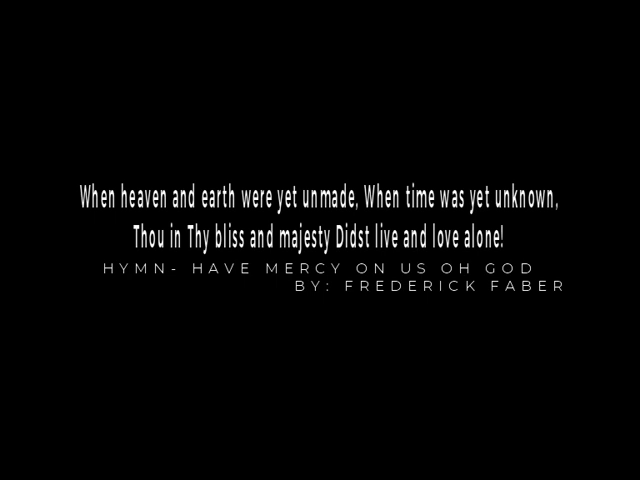 When heaven and earth were yet unmade, When time was yet unknown,
Thou in Thy bliss and majesty Didst live and love alone!
HYMN- HAVE MERCY ON US OH GOD
BY: FREDERICK FABER